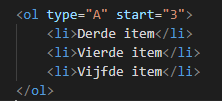 <ol type="A" start="3">
<li>Derde item</li>
<li>Vierde item</li>
<li>Vijfde item</li>
</ol>